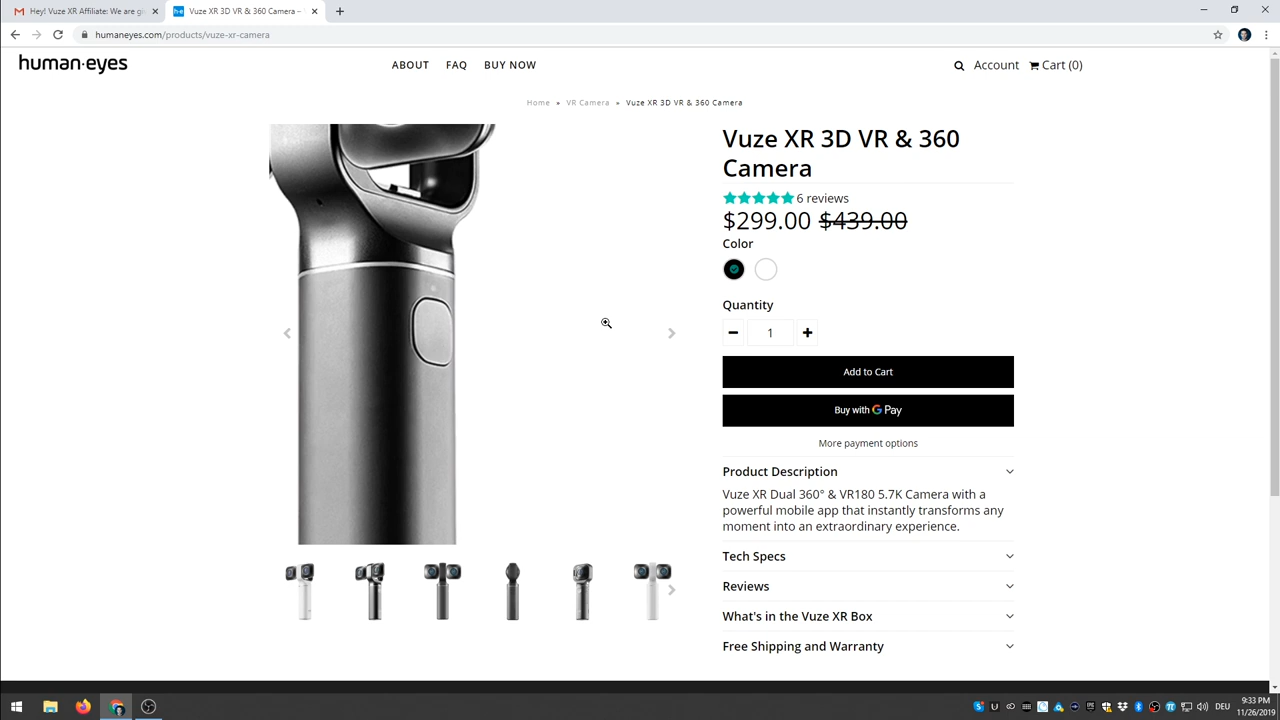 Hey! Vuze XR Affiliate: We are gi
Vuze XR 3D VR & 360 Camera –
humaneyes.com/products/vuze-xr-camera
human·eyes
ABOUT FAQ BUY NOW
Account Cart (0)
Home » VR Camera » Vuze XR 3D VR & 360 Camera
Vuze XR 3D VR & 360
Camera
6 reviews
$299.00 $439.00
Color
Quantity
1
Add to Cart
Buy with G Pay
More payment options
Product Description
Vuze XR Dual 360° & VR180 5.7K Camera with a
powerful mobile app that instantly transforms any
moment into an extraordinary experience.
Tech Specs
Reviews
What's in the Vuze XR Box
Free Shipping and Warranty
DEU
9:33 PM
11/26/2019